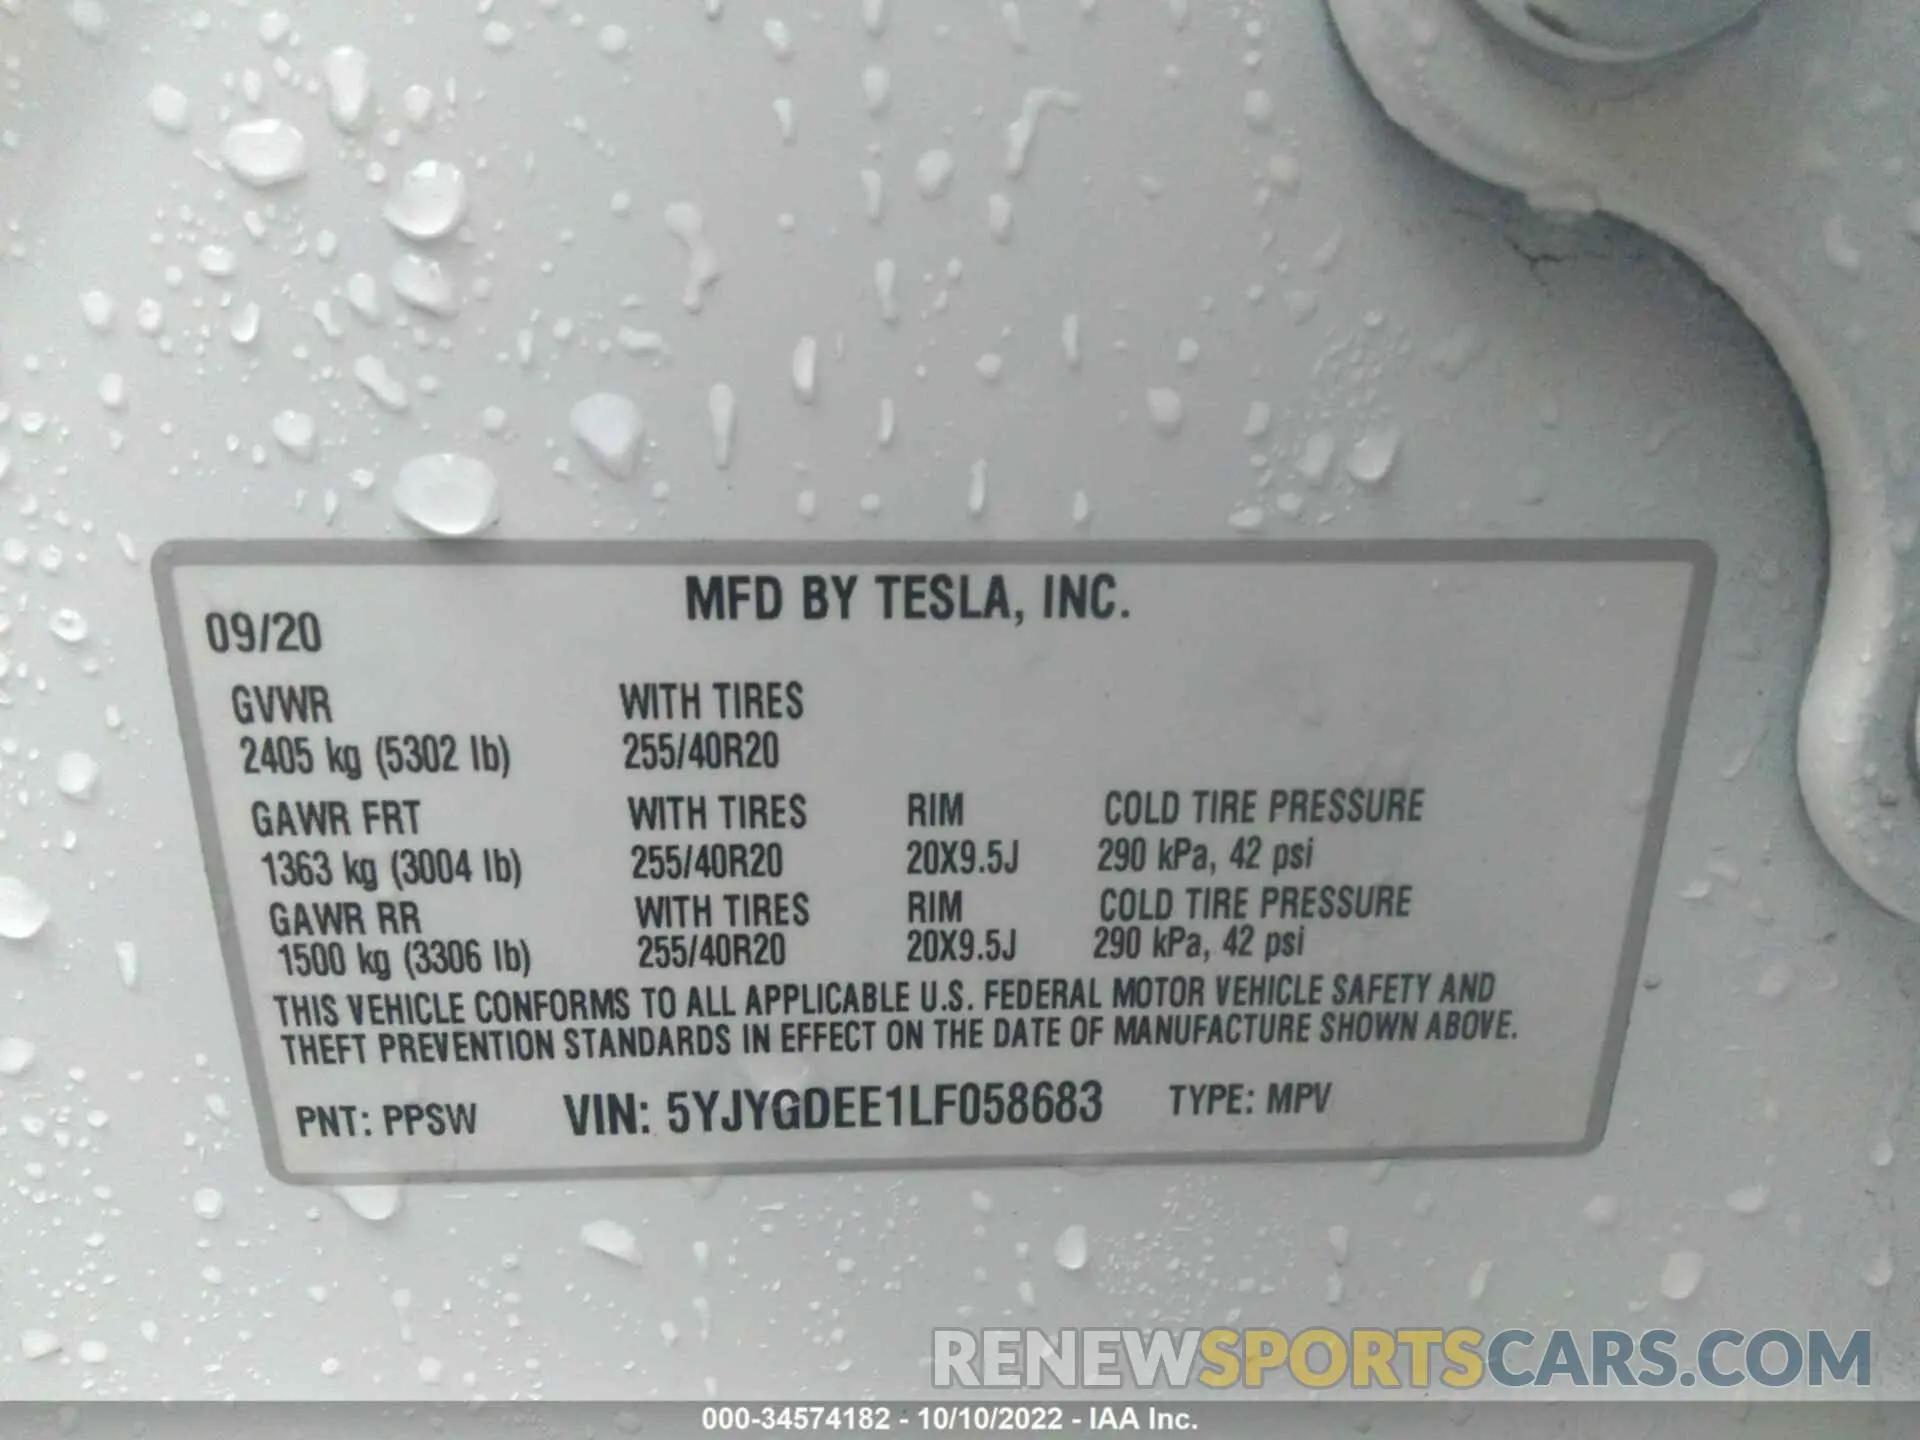 MFD BY TESLA, INC.
09/20
GVWR WITH TIRES
2405 kg (5302 lb) 255/40R20
GAWR FRT WITH TIRES RIM COLD TIRE PRESSURE
1363 kg (3004 lb) 255/40R20 20X9.5J 290 kPa, 42 psi
GAWR RR WITH TIRES RIM COLD TIRE PRESSURE
1500 kg (3306 lb) 255/40R20 20X9.5J 290 kPa, 42 psi
THIS VEHICLE CONFORMS TO ALL APPLICABLE U.S. FEDERAL MOTOR VEHICLE SAFETY AND
THEFT PREVENTION STANDARDS IN EFFECT ON THE DATE OF MANUFACTURE SHOWN ABOVE.
PNT: PPSW VIN: 5YJYGDEE1LF058683 TYPE: MPV
RENEWSPORTSCARS.COM
000-34574182 - 10/10/2022 - IAA Inc.